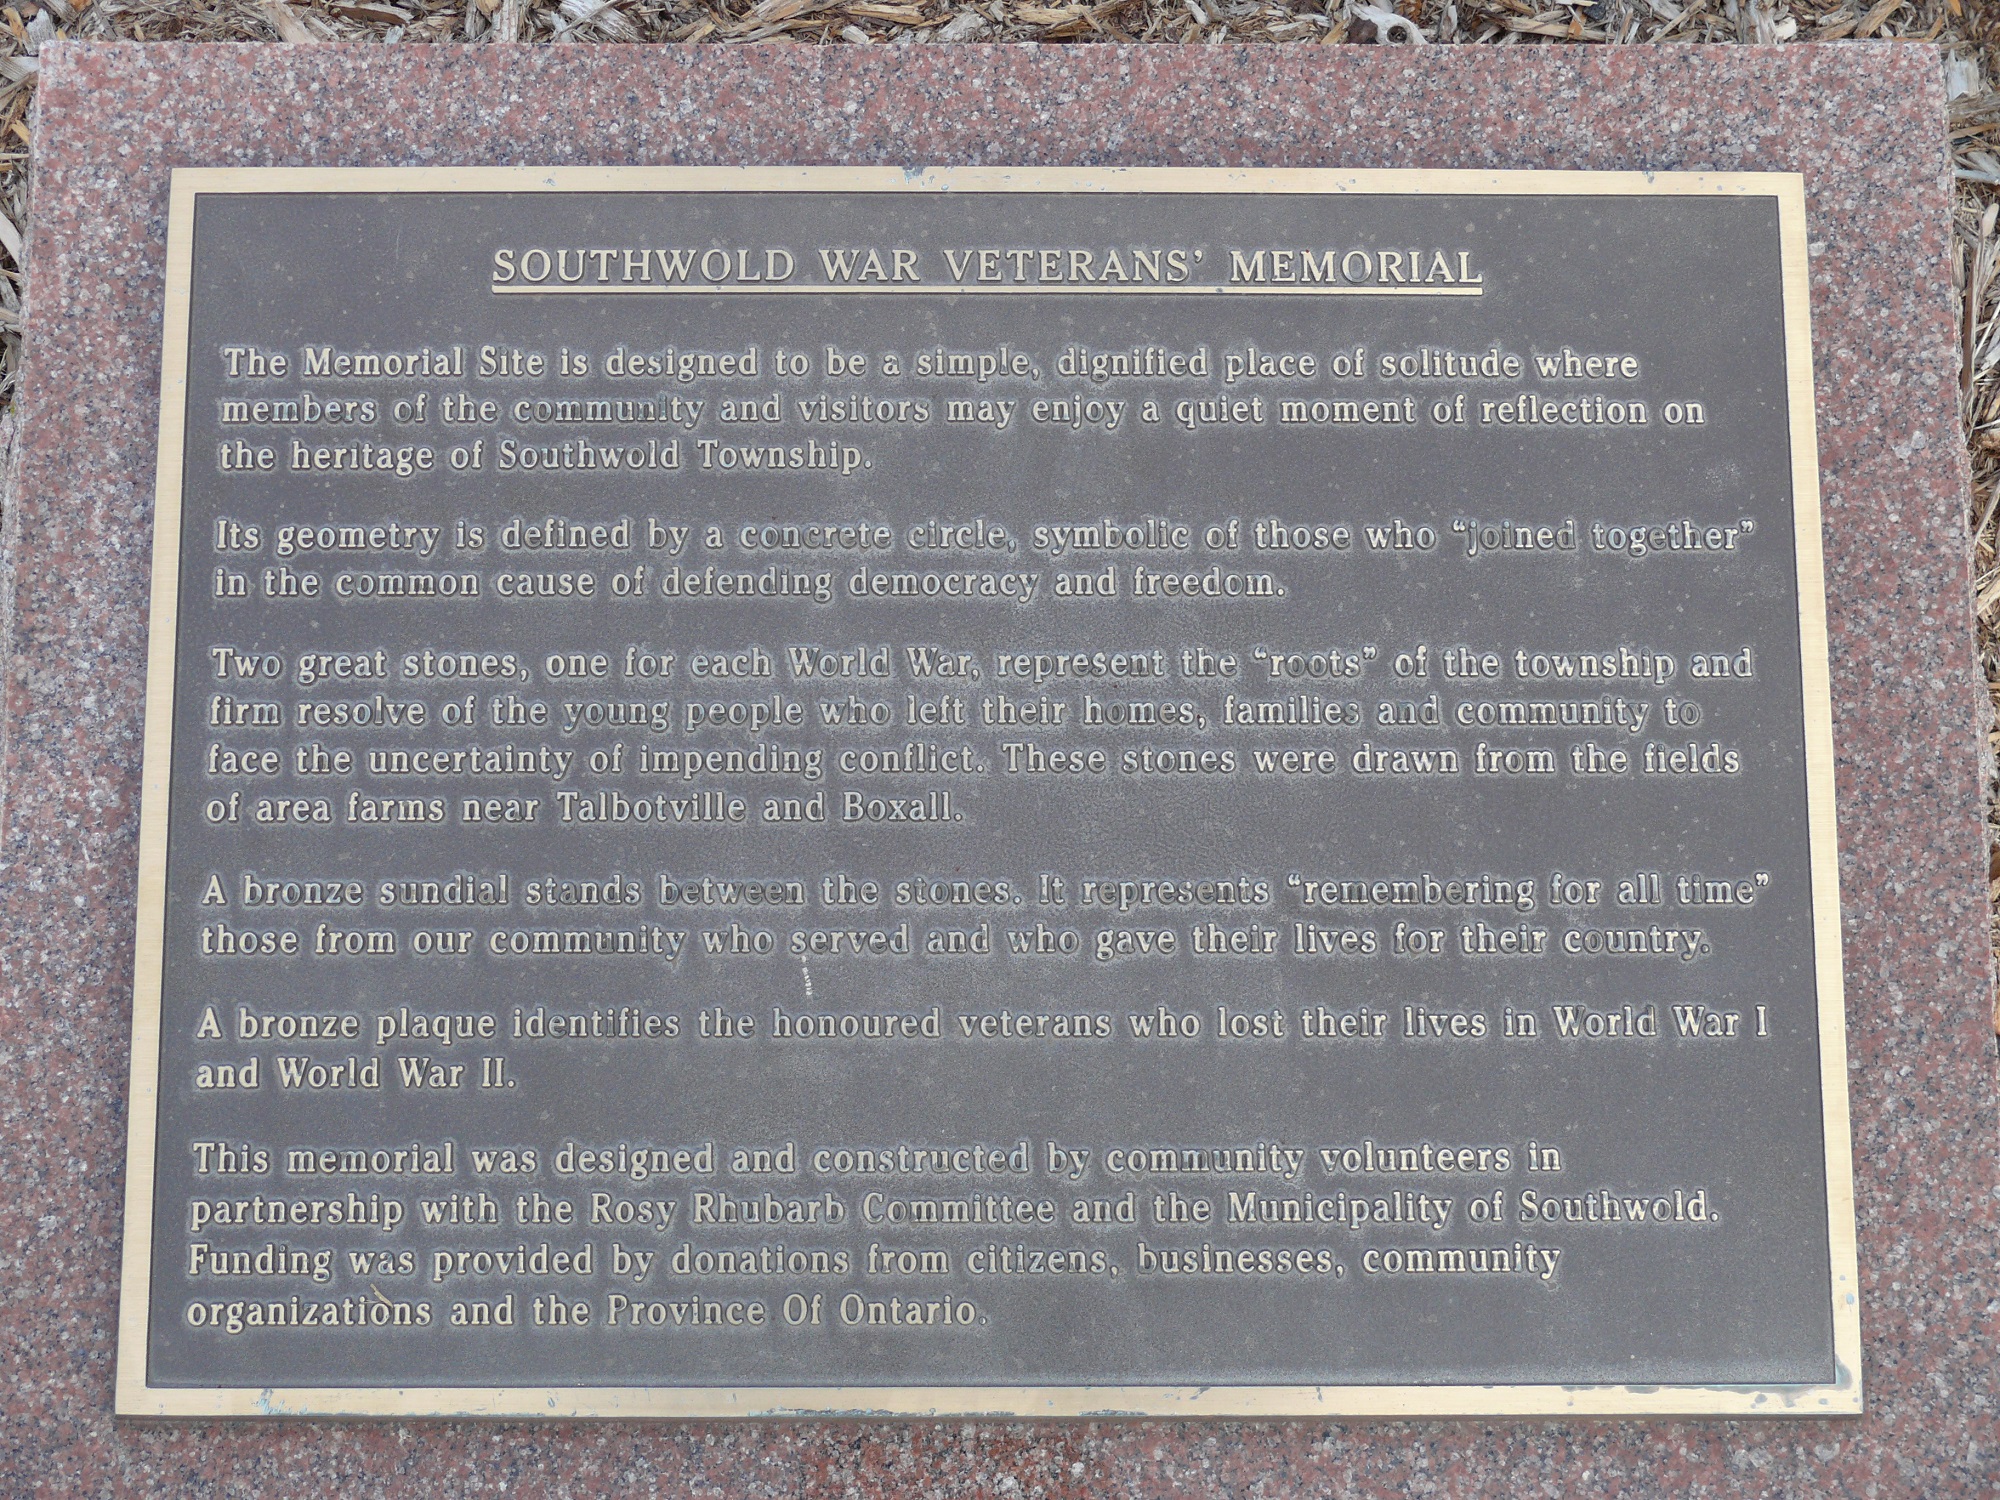 SOUTHWOLD WAR VETERANS’ MEMORIAL
The Memorial Site is designed to be a simple, dignified place of solitude where
members of the community and visitors may enjoy a quiet moment of reflection on
the heritage of Southwold Township.
Its geometry is defined by a concrete circle, symbolic of those who “joined together”
in the common cause of defending democracy and freedom.
Two great stones, one for each World War, represent the “roots” of the township and
firm resolve of the young people who left their homes, families and community to
face the uncertainty of impending conflict. These stones were drawn from the fields
of area farms near Talbotville and Boxall.
A bronze sundial stands between the stones. It represents “remembering for all time”
those from our community who served and who gave their lives for their country.
A bronze plaque identifies the honoured veterans who lost their lives in World War I
and World War II.
This memorial was designed and constructed by community volunteers in
partnership with the Rosy Rhubarb Committee and the Municipality of Southwold.
Funding was provided by donations from citizens, businesses, community
organizations and the Province Of Ontario.